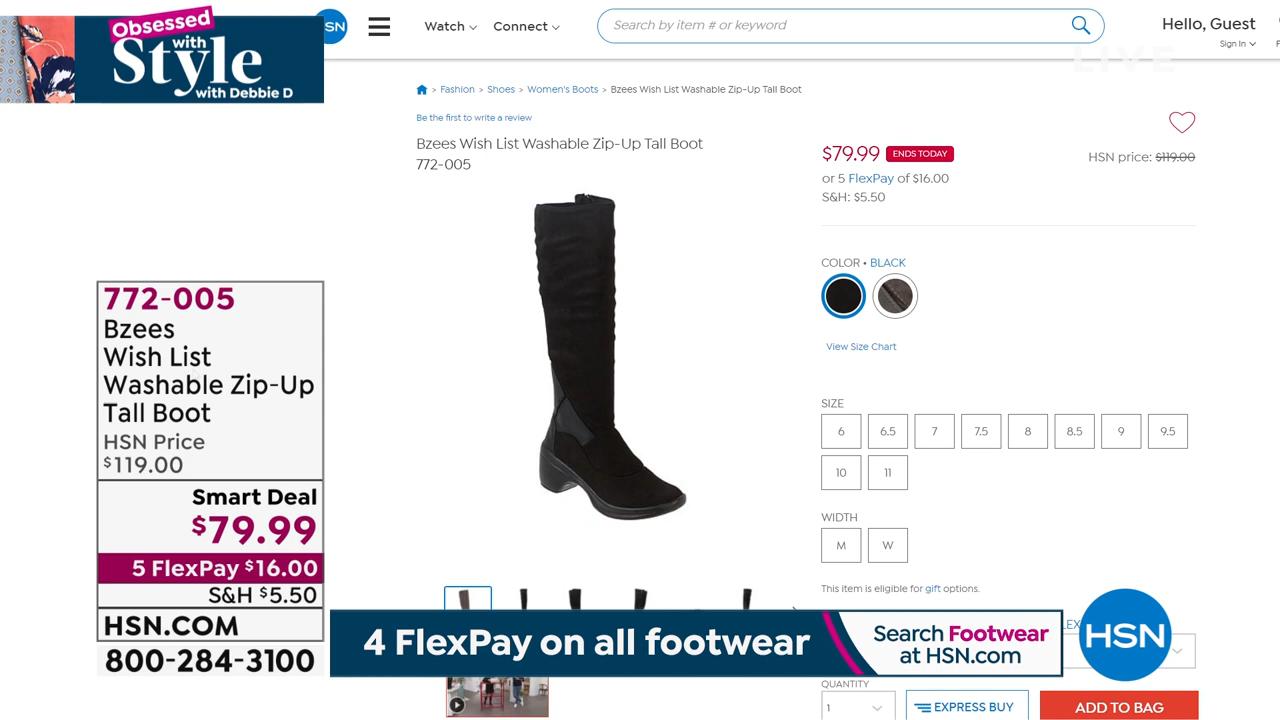 Obsessed
with
Style
with Debbie D
SN
Watch
Connect
Search by item # or keyword
Hello, Guest
Sign In
LIVE
Fashion > Shoes > Women's Boots > Bzees Wish List Washable Zip-Up Tall Boot
Be the first to write a review
Bzees Wish List Washable Zip-Up Tall Boot
772-005
$79.99 ENDS TODAY
HSN price: $119.00
or 5 FlexPay of $16.00
S&H: $5.50
COLOR • BLACK
View Size Chart
SIZE
6 6.5 7 7.5 8 8.5 9 9.5
10 11
WIDTH
M W
This item is eligible for gift options.
772-005
Bzees
Wish List
Washable Zip-Up
Tall Boot
HSN Price
$119.00
Smart Deal
$79.99
5 FlexPay $16.00
S&H $5.50
HSN.COM
800-284-3100
4 FlexPay on all footwear
Search Footwear
at HSN.com
HSN
QUANTITY
1
EXPRESS BUY
ADD TO BAG